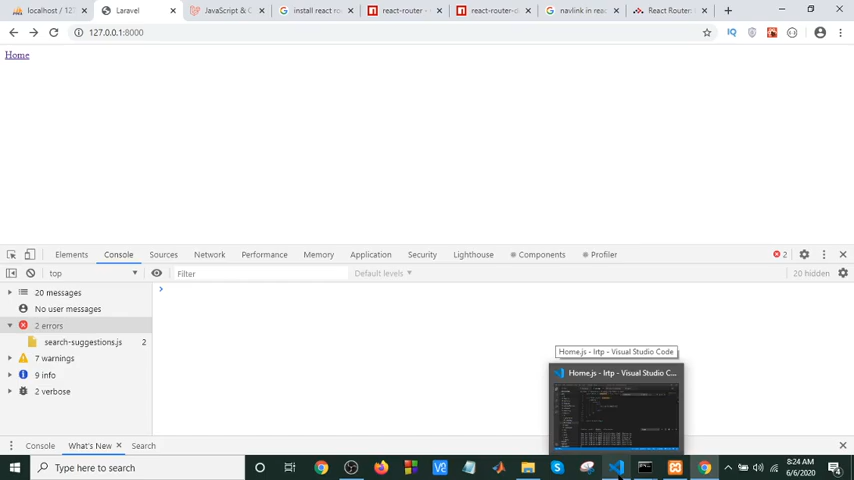 localhost / 127
Laravel
JavaScript & C
install react ro
react-router -
react-router-d
navlink in rea
React Router:
127.0.0.1:8000
Home
Elements
Console
Sources
Network
Performance
Memory
Application
Security
Lighthouse
Components
Profiler
2
top
Filter
Default levels
20 hidden
20 messages
No user messages
2 errors
search-suggestions.js 2
7 warnings
9 info
2 verbose
Home.js - lrtp - Visual Studio Code
Home.js - lrtp - Visual Studio C...
Console
What's New
Search
Type here to search
8:24 AM
6/6/2020
4